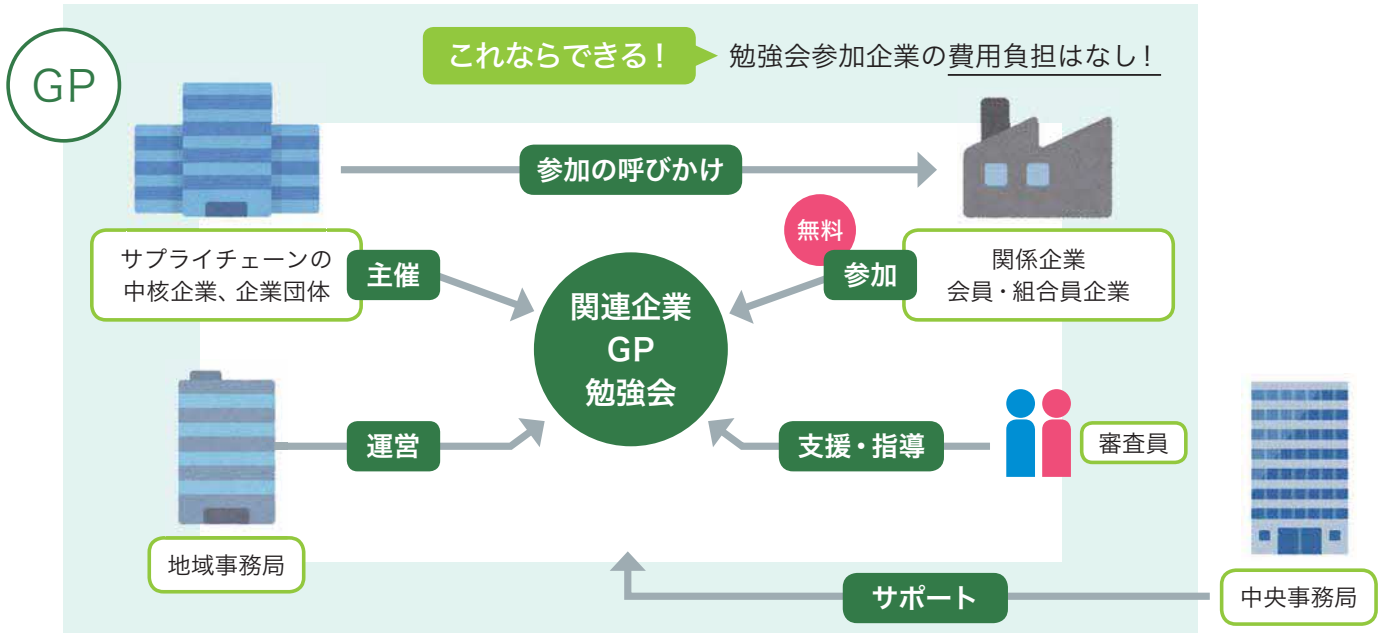 GP
これならできる！
勉強会参加企業の費用負担はなし！
参加の呼びかけ
サプライチェーンの
中核企業、企業団体
主催
無料
参加
関係企業
会員・組合員企業
関連企業
GP
勉強会
運営
支援・指導
審査員
地域事務局
サポート
中央事務局